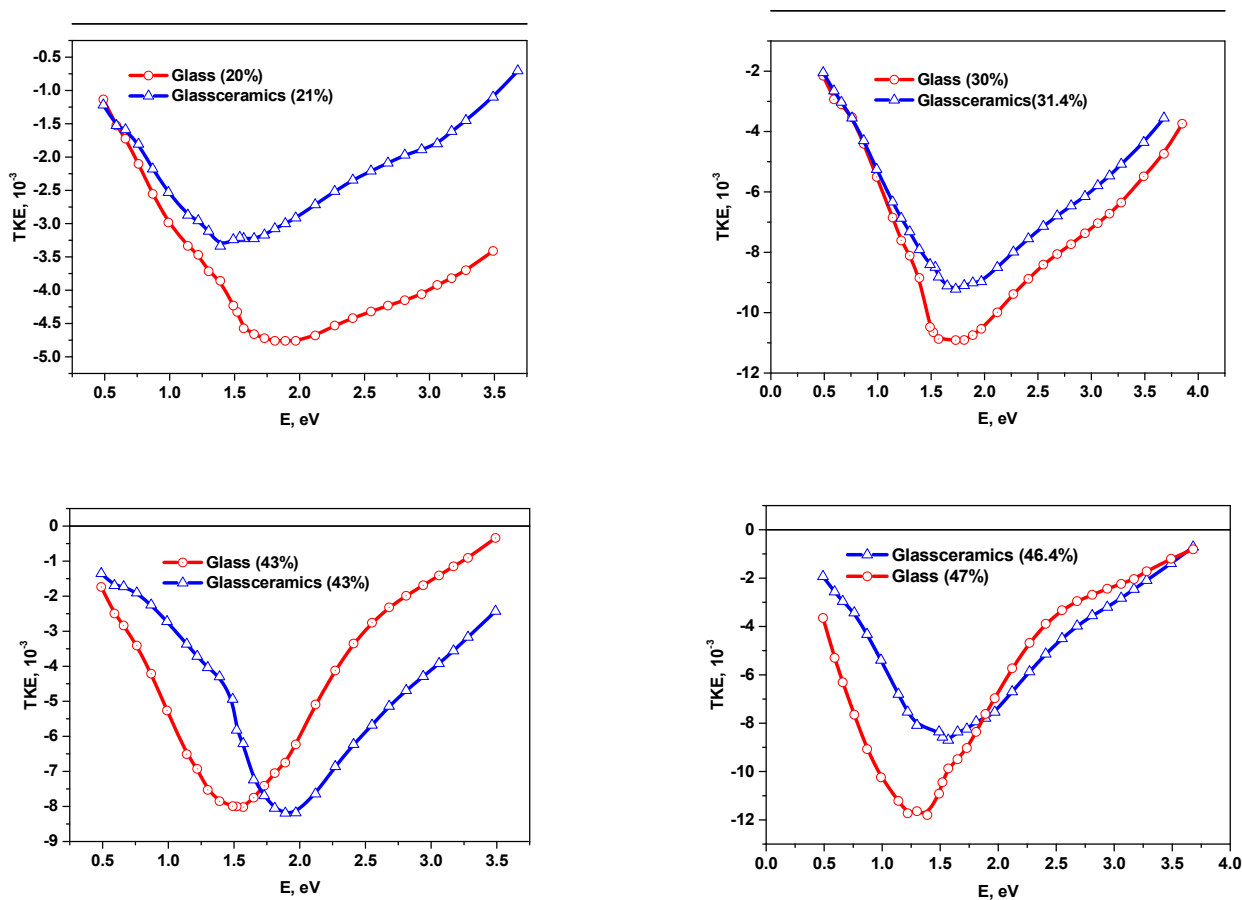 -0.5
-1.0
-1.5
-2.0
-2.5
-3.0
-3.5
-4.0
-4.5
-5.0
TKE, 10-3
Glass (20%)
Glassceramics (21%)
0.5 1.0 1.5 2.0 2.5 3.0 3.5
E, eV
-2
-4
-6
-8
-10
-12
TKE, 10-3
Glass (30%)
Glassceramics(31.4%)
0.0 0.5 1.0 1.5 2.0 2.5 3.0 3.5 4.0
E, eV
0
-1
-2
-3
-4
-5
-6
-7
-8
-9
TKE, 10-3
Glass (43%)
Glassceramics (43%)
0.5 1.0 1.5 2.0 2.5 3.0 3.5
E, eV
0
-2
-4
-6
-8
-10
-12
TKE, 10-3
Glassceramics (46.4%)
Glass (47%)
0.0 0.5 1.0 1.5 2.0 2.5 3.0 3.5 4.0
E, eV